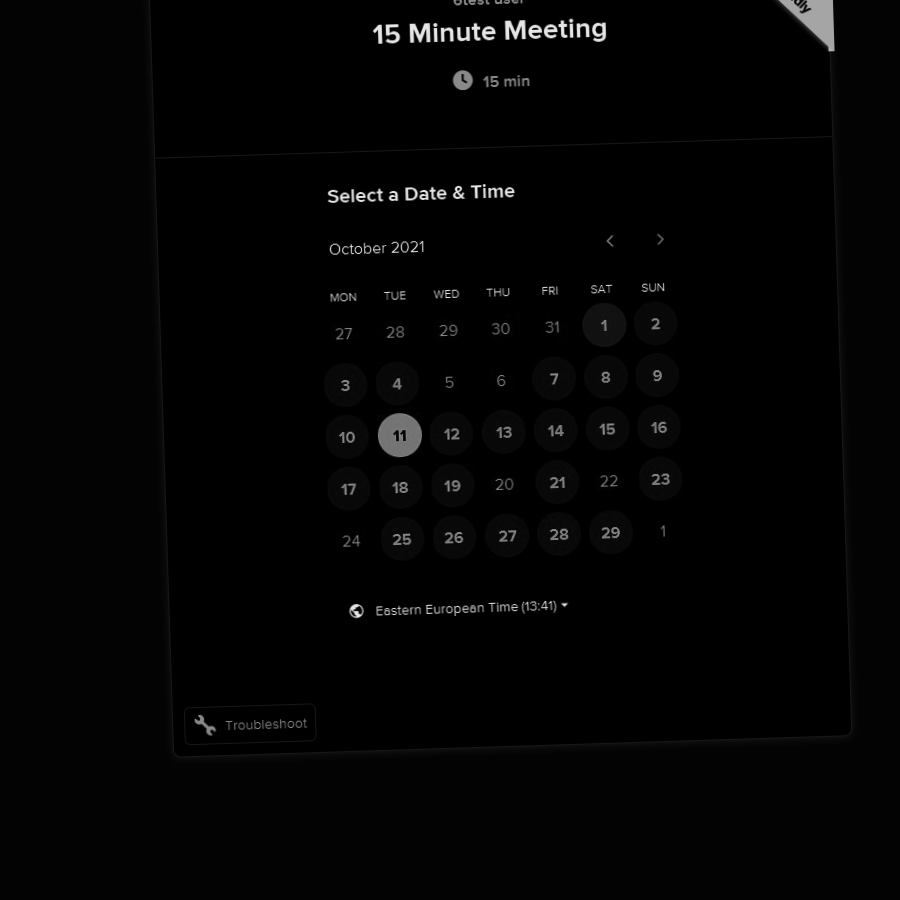 15 Minute Meeting
15 min
Select a Date & Time
October 2021
MON TUE WED THU FRI SAT SUN
27 28 29 30 31 1 2
3 4 5 6 7 8 9
10 11 12 13 14 15 16
17 18 19 20 21 22 23
24 25 26 27 28 29 1
Eastern European Time (13:41)
Troubleshoot